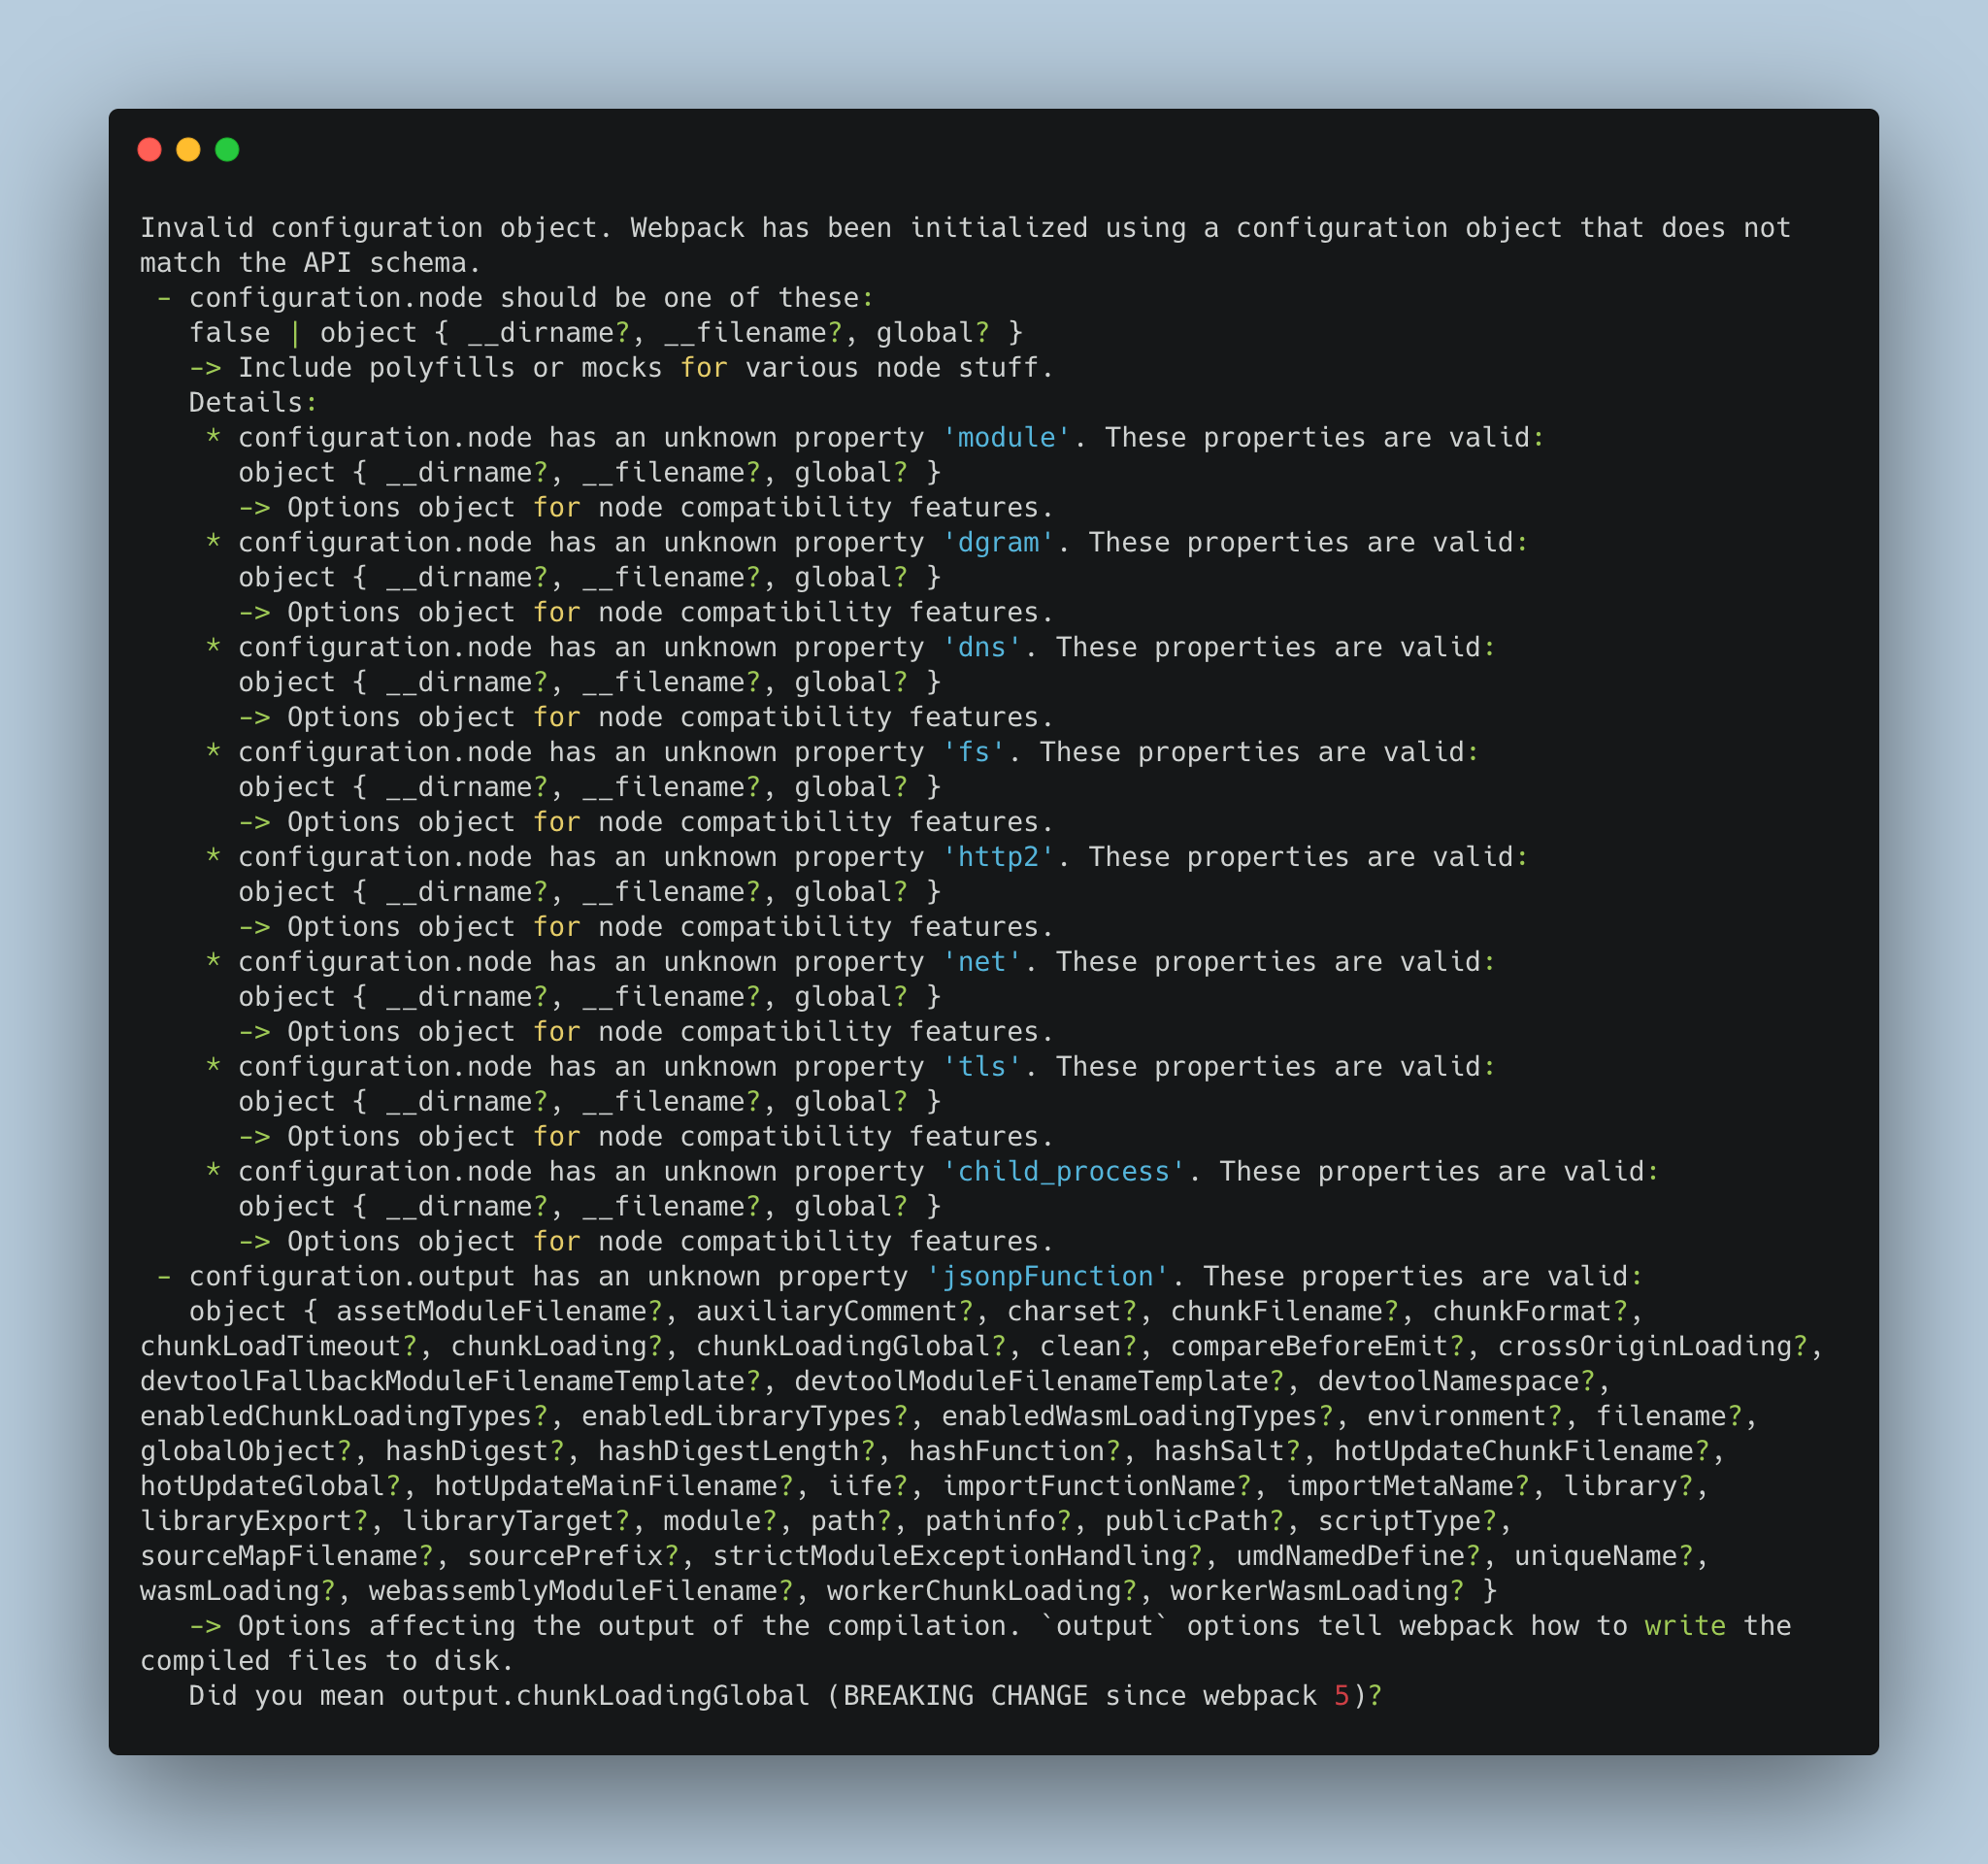 Invalid configuration object. Webpack has been initialized using a configuration object that does not
match the API schema.
 - configuration.node should be one of these:
   false | object { __dirname?, __filename?, global? }
   -> Include polyfills or mocks for various node stuff.
   Details:
    * configuration.node has an unknown property 'module'. These properties are valid:
      object { __dirname?, __filename?, global? }
      -> Options object for node compatibility features.
    * configuration.node has an unknown property 'dgram'. These properties are valid:
      object { __dirname?, __filename?, global? }
      -> Options object for node compatibility features.
    * configuration.node has an unknown property 'dns'. These properties are valid:
      object { __dirname?, __filename?, global? }
      -> Options object for node compatibility features.
    * configuration.node has an unknown property 'fs'. These properties are valid:
      object { __dirname?, __filename?, global? }
      -> Options object for node compatibility features.
    * configuration.node has an unknown property 'http2'. These properties are valid:
      object { __dirname?, __filename?, global? }
      -> Options object for node compatibility features.
    * configuration.node has an unknown property 'net'. These properties are valid:
      object { __dirname?, __filename?, global? }
      -> Options object for node compatibility features.
    * configuration.node has an unknown property 'tls'. These properties are valid:
      object { __dirname?, __filename?, global? }
      -> Options object for node compatibility features.
    * configuration.node has an unknown property 'child_process'. These properties are valid:
      object { __dirname?, __filename?, global? }
      -> Options object for node compatibility features.
 - configuration.output has an unknown property 'jsonpFunction'. These properties are valid:
   object { assetModuleFilename?, auxiliaryComment?, charset?, chunkFilename?, chunkFormat?,
chunkLoadTimeout?, chunkLoading?, chunkLoadingGlobal?, clean?, compareBeforeEmit?, crossOriginLoading?,
devtoolFallbackModuleFilenameTemplate?, devtoolModuleFilenameTemplate?, devtoolNamespace?,
enabledChunkLoadingTypes?, enabledLibraryTypes?, enabledWasmLoadingTypes?, environment?, filename?,
globalObject?, hashDigest?, hashDigestLength?, hashFunction?, hashSalt?, hotUpdateChunkFilename?,
hotUpdateGlobal?, hotUpdateMainFilename?, iife?, importFunctionName?, importMetaName?, library?,
libraryExport?, libraryTarget?, module?, path?, pathinfo?, publicPath?, scriptType?,
sourceMapFilename?, sourcePrefix?, strictModuleExceptionHandling?, umdNamedDefine?, uniqueName?,
wasmLoading?, webassemblyModuleFilename?, workerChunkLoading?, workerWasmLoading? }
   -> Options affecting the output of the compilation. `output` options tell webpack how to write the
compiled files to disk.
   Did you mean output.chunkLoadingGlobal (BREAKING CHANGE since webpack 5)?